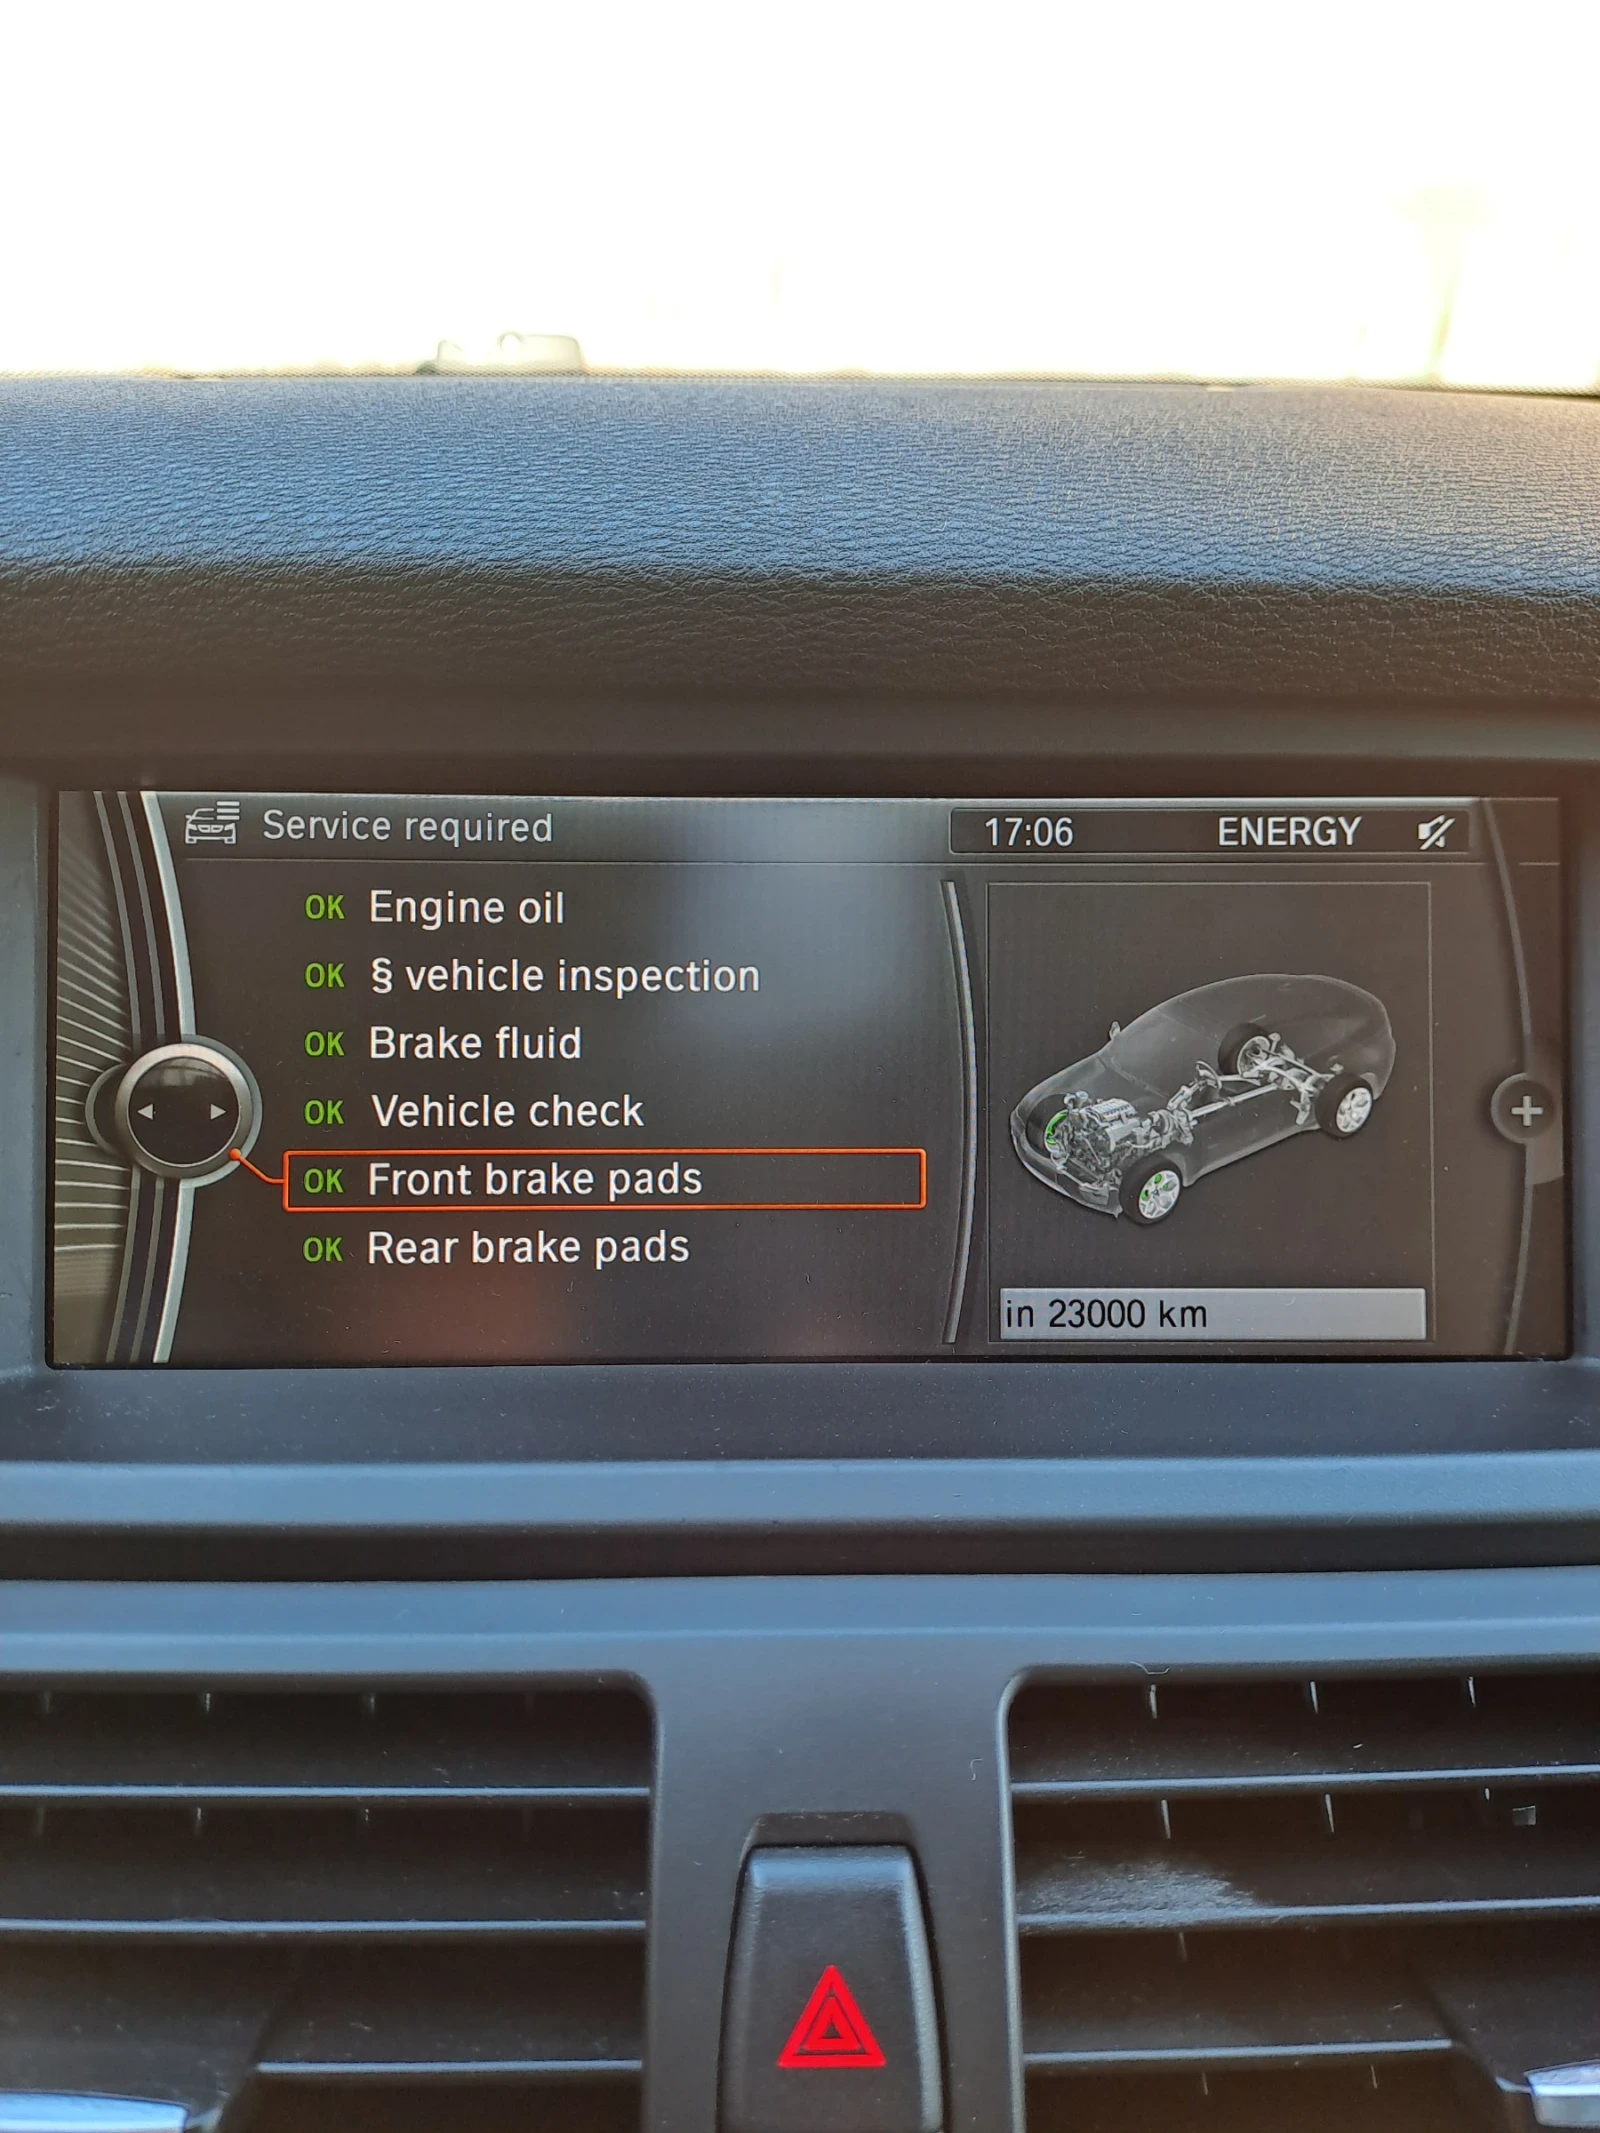 Service required
17:06 ENERGY
OK Engine oil
OK § vehicle inspection
OK Brake fluid
OK Vehicle check
OK Front brake pads
OK Rear brake pads
in 23000 km